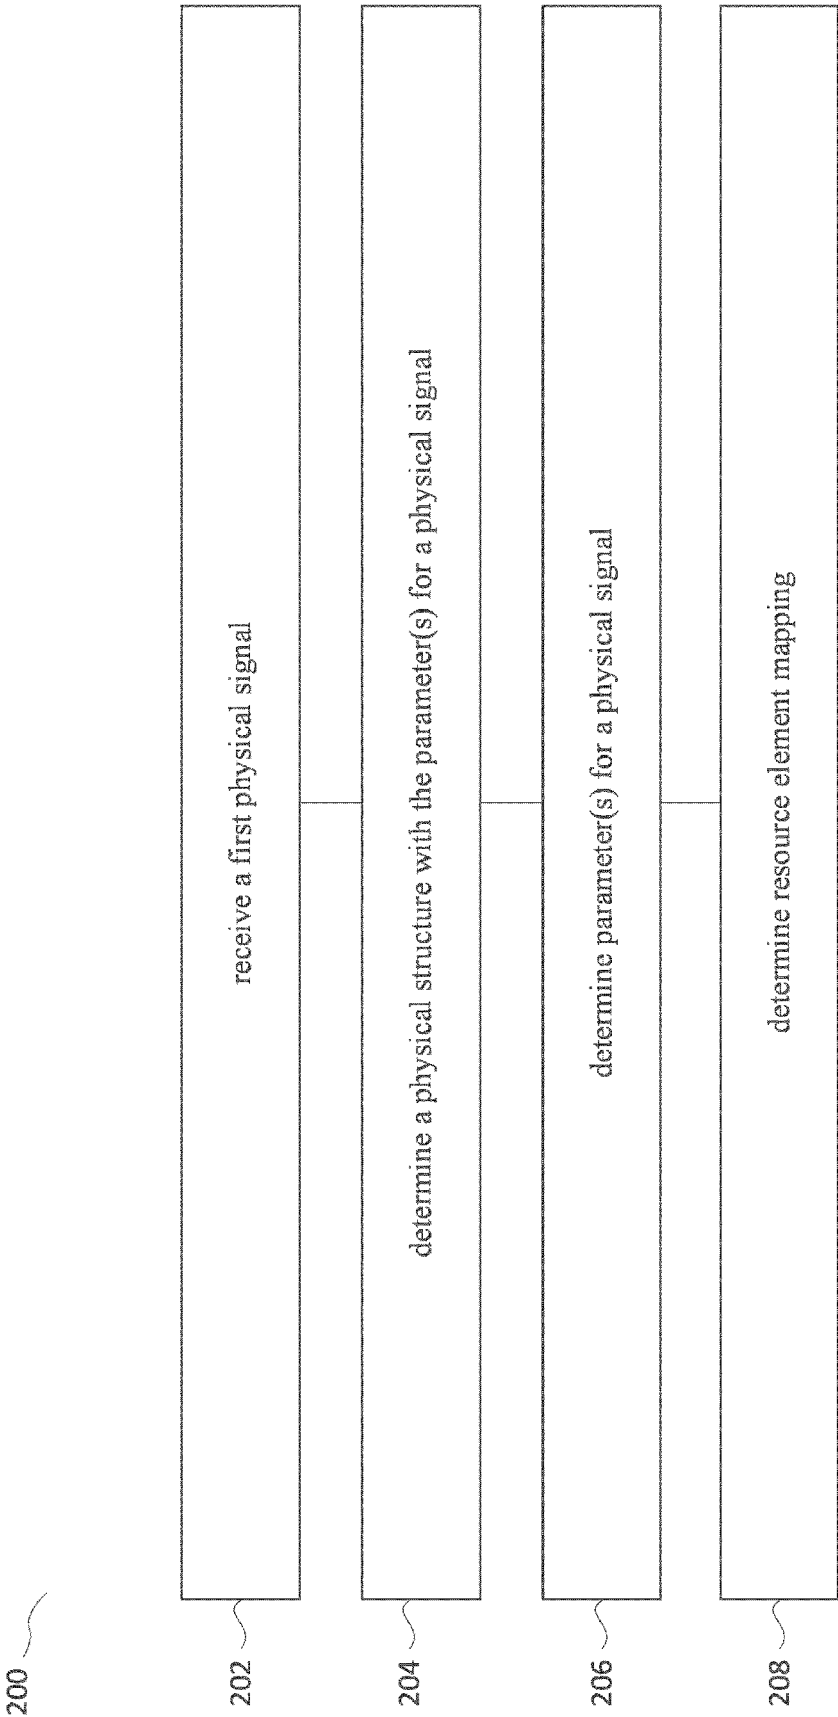 200
202
receive a first physical signal
204
determine a physical structure with the parameter(s) for a physical signal
206
determine parameter(s) for a physical signal
208
determine resource element mapping